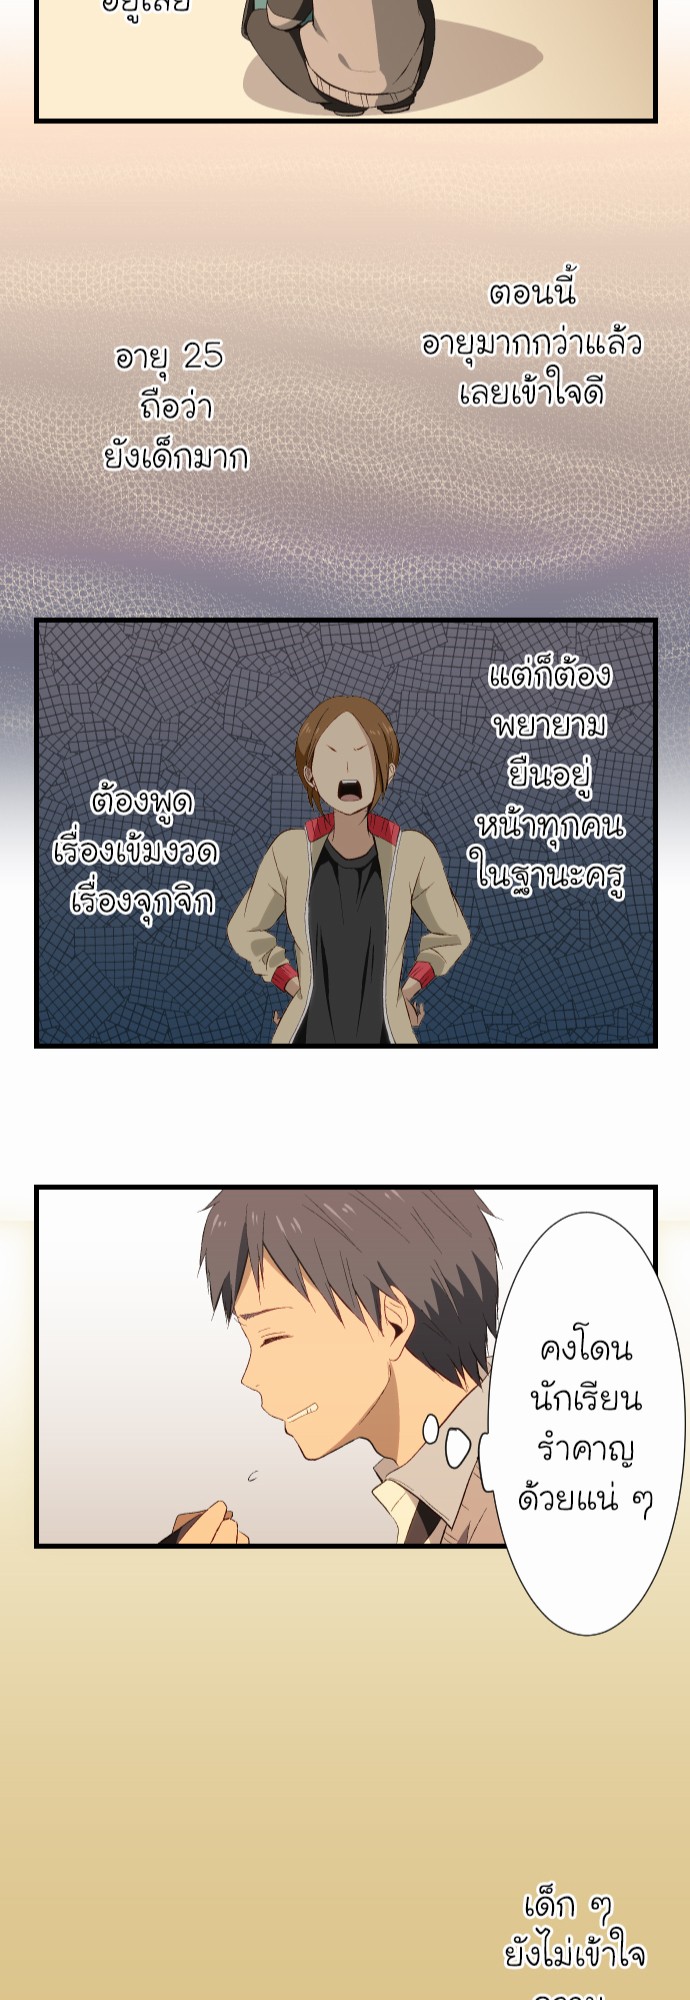 อยู่เลย
ตอนนี้
อายุมากกว่าแล้ว
เลยเข้าใจดี
อายุ 25
ถือว่า
ยังเด็กมาก
แต่ก็ต้อง
พยายาม
ยืนอยู่
หน้าทุกคน
ในฐานะครู
ต้องพูด
เรื่องเข้มงวด
เรื่องจุกจิก
คงโดน
นักเรียน
รำคาญ
ด้วยแน่ ๆ
เด็ก ๆ
ยังไม่เข้าใจ